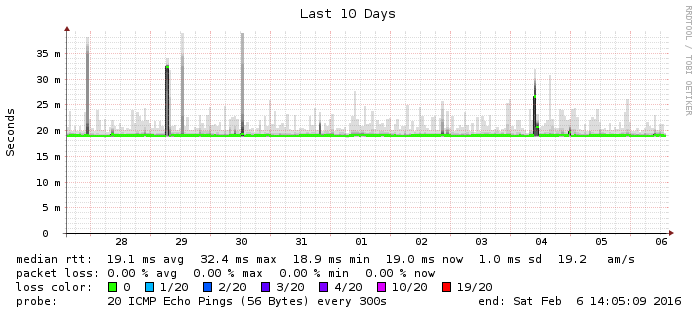 Last 10 Days
RRDTOOL / TOBI OETIKER
Seconds
35 m
30 m
25 m
20 m
15 m
10 m
5 m
0
28 29 30 31 01 02 03 04 05 06
median rtt: 19.1 ms avg 32.4 ms max 18.9 ms min 19.0 ms now 1.0 ms sd 19.2 am/s
packet loss: 0.00 % avg 0.00 % max 0.00 % min 0.00 % now
loss color: 0 1/20 2/20 3/20 4/20 10/20 19/20
probe: 20 ICMP Echo Pings (56 Bytes) every 300s end: Sat Feb 6 14:05:09 2016